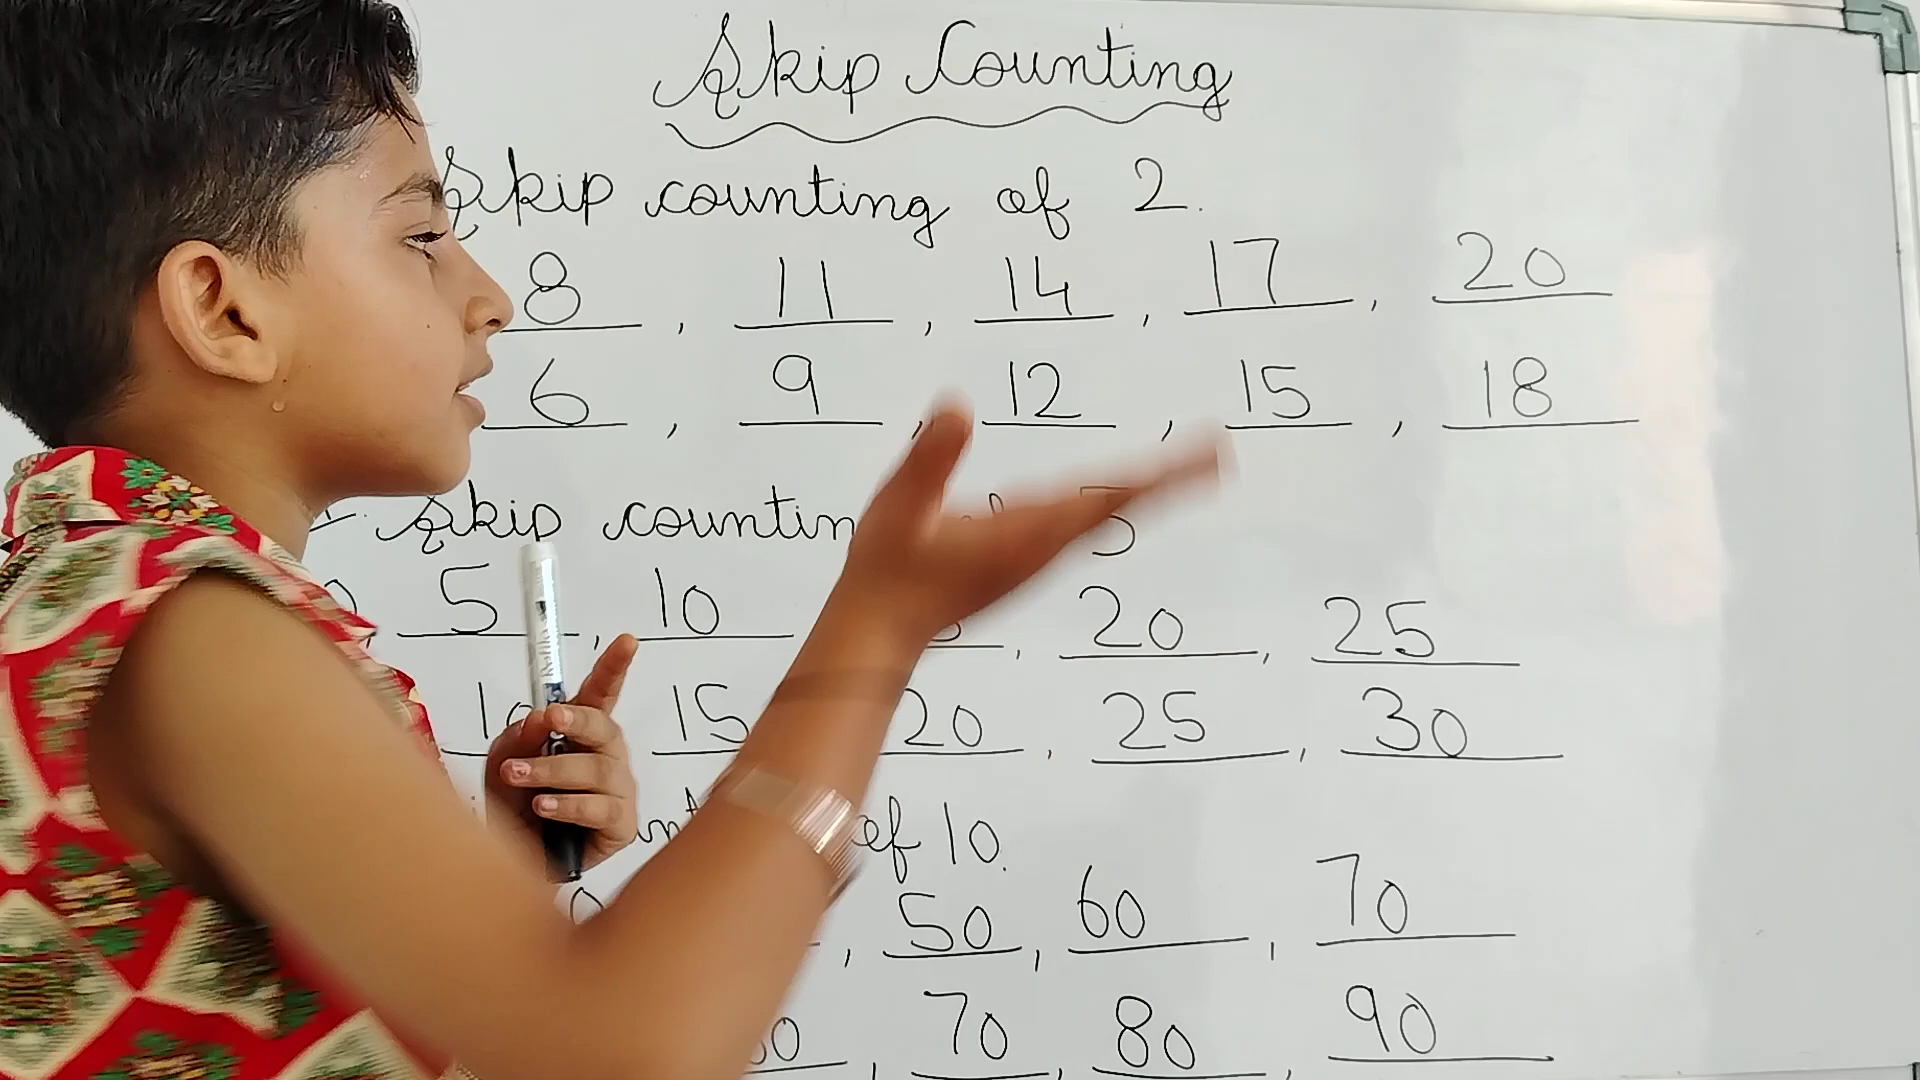 Skip Counting
Skip counting of 2.
8, 11, 14, 17, 20
6, 9, 12, 15, 18
Skip
5, 10, 20, 25
10, 15, 20, 25, 30
of 10.
50, 60, 70
70, 80, 90